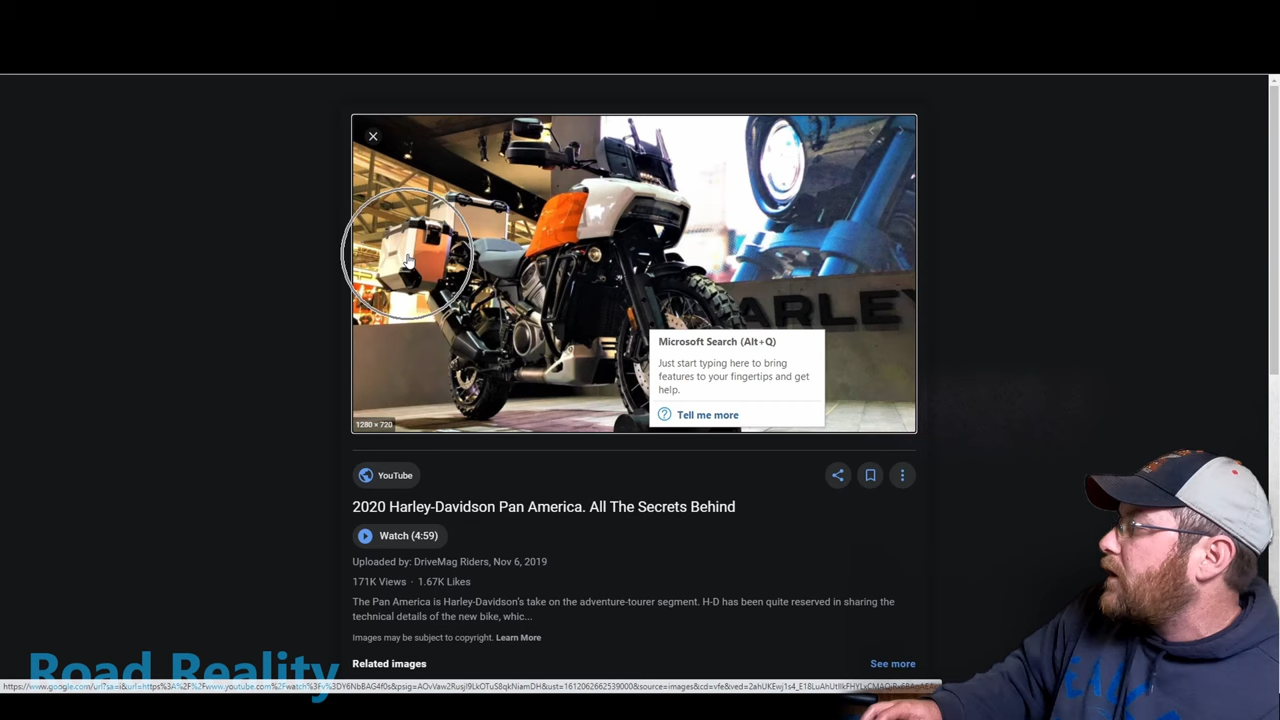 ARLEY
Microsoft Search (Alt+Q)
Just start typing here to bring
features to your fingertips and get
help.
Tell me more
1280 × 720
YouTube
2020 Harley-Davidson Pan America. All The Secrets Behind
Watch (4:59)
Uploaded by: DriveMag Riders, Nov 6, 2019
171K Views · 1.67K Likes
The Pan America is Harley-Davidson's take on the adventure-tourer segment. H-D has been quite reserved in sharing the
technical details of the new bike, whic...
Images may be subject to copyright. Learn More
Related images
See more
Road Reality